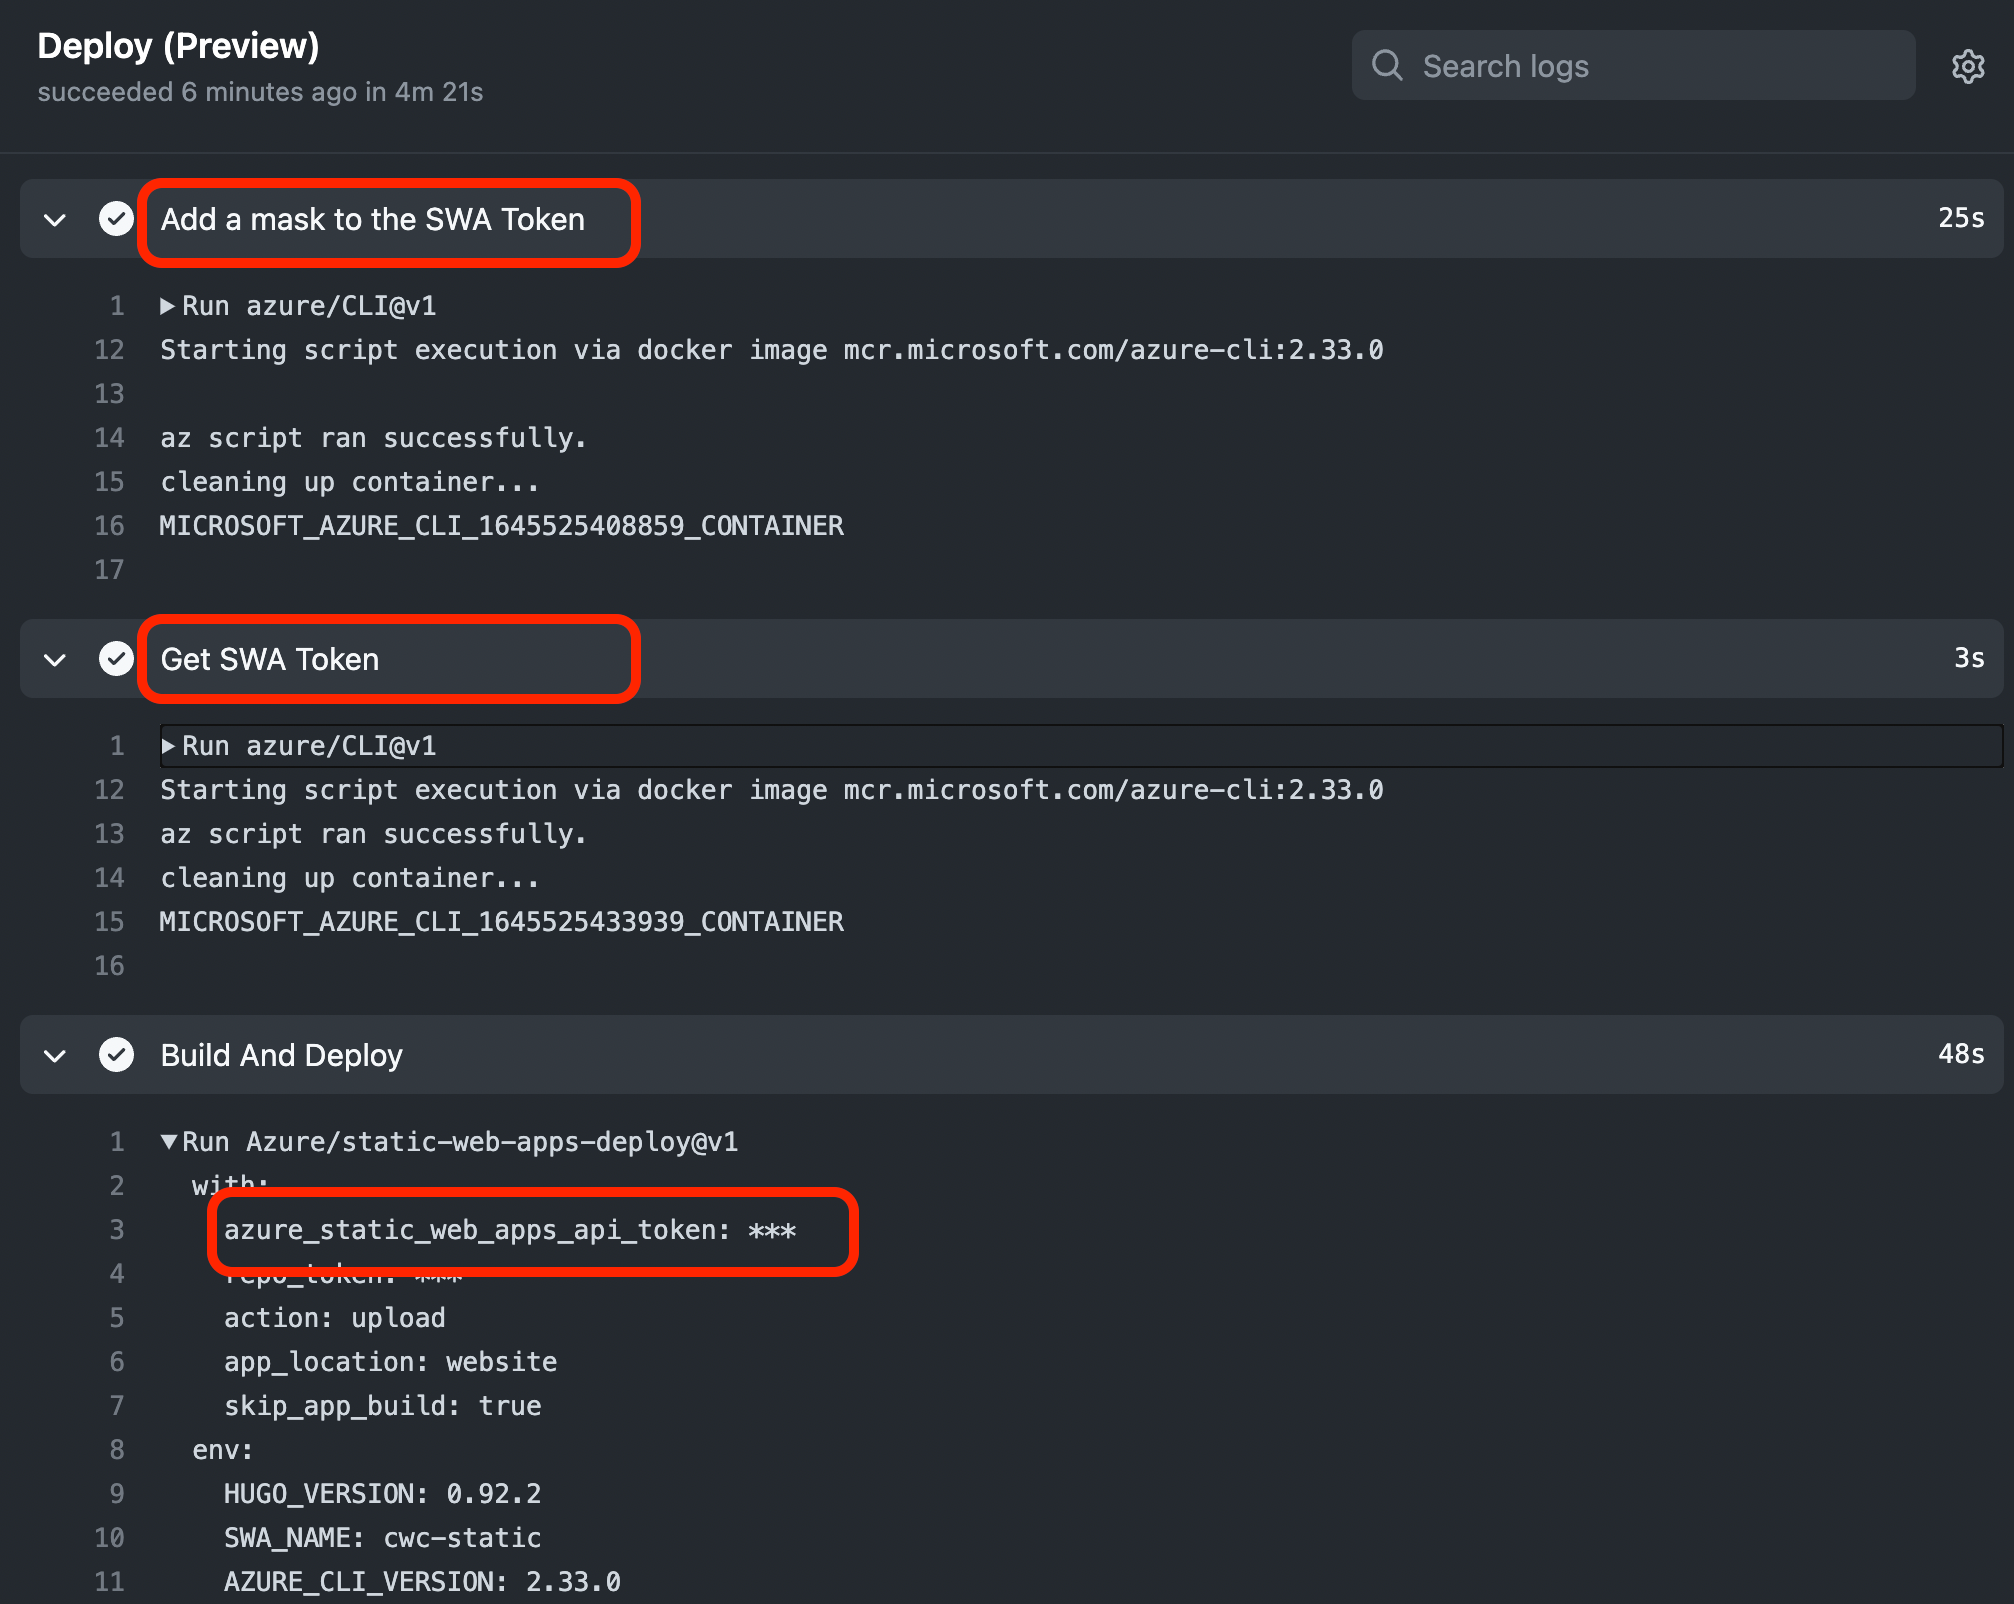 Deploy (Preview)
succeeded 6 minutes ago in 4m 21s
Search logs
Add a mask to the SWA Token 25s
1 Run azure/CLI@v1
12 Starting script execution via docker image mcr.microsoft.com/azure-cli:2.33.0
13
14 az script ran successfully.
15 cleaning up container...
16 MICROSOFT_AZURE_CLI_1645525408859_CONTAINER
17
Get SWA Token 3s
1 Run azure/CLI@v1
12 Starting script execution via docker image mcr.microsoft.com/azure-cli:2.33.0
13 az script ran successfully.
14 cleaning up container...
15 MICROSOFT_AZURE_CLI_1645525433939_CONTAINER
16
Build And Deploy 48s
1 Run Azure/static-web-apps-deploy@v1
2 with:
3 azure_static_web_apps_api_token: ***
4 repo_token: ***
5 action: upload
6 app_location: website
7 skip_app_build: true
8 env:
9 HUGO_VERSION: 0.92.2
10 SWA_NAME: cwc-static
11 AZURE_CLI_VERSION: 2.33.0